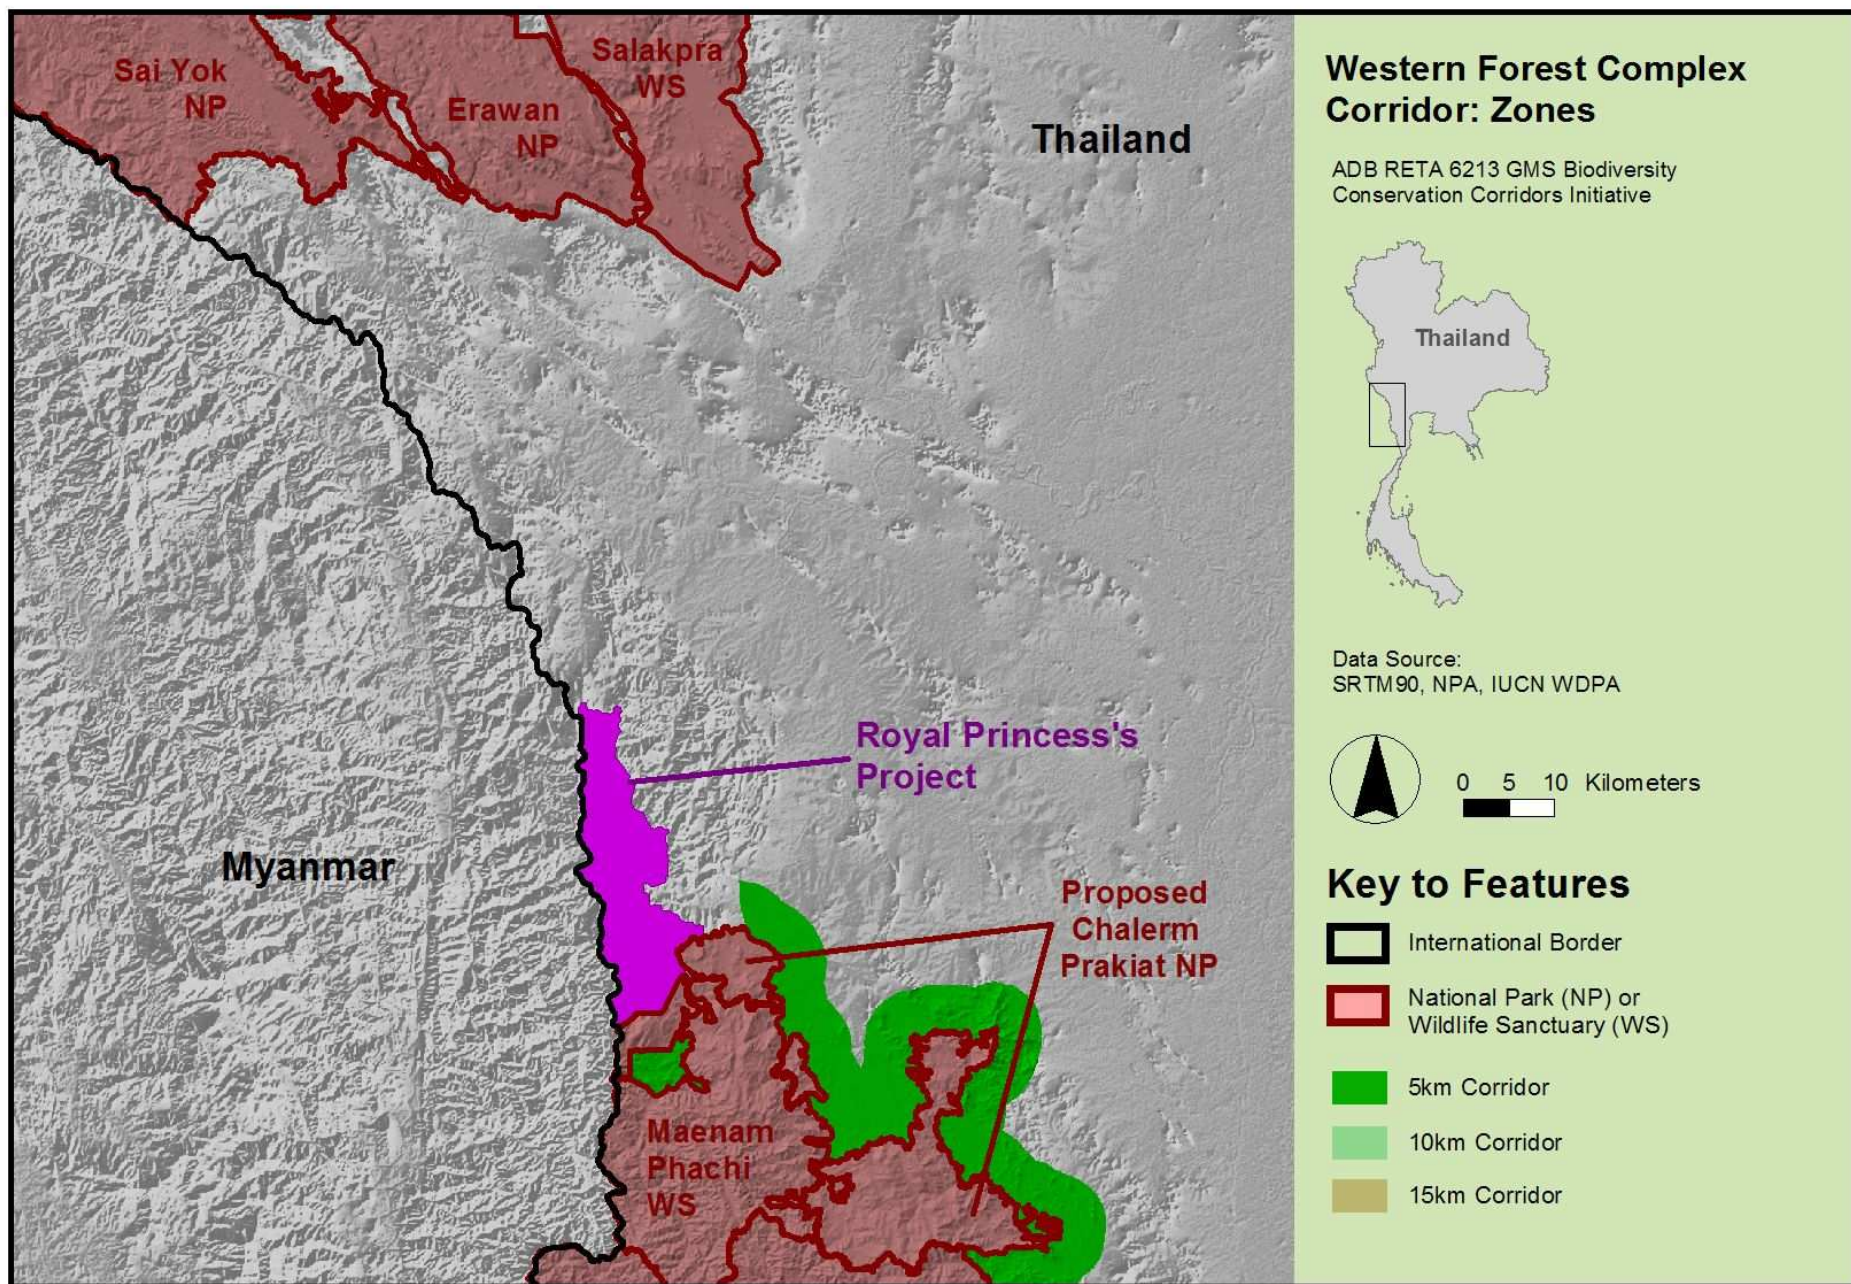 Sai Yok
NP
Erawan
NP
Salakpra
WS
Thailand
Myanmar
Royal Princess's
Project
Proposed
Chalerm
Prakiat NP
Maenam
Phachi
WS
Western Forest Complex
Corridor: Zones
ADB RETA 6213 GMS Biodiversity
Conservation Corridors Initiative
Thailand
Data Source:
SRTM90, NPA, IUCN WDPA
0 5 10 Kilometers
Key to Features
International Border
National Park (NP) or
Wildlife Sanctuary (WS)
5km Corridor
10km Corridor
15km Corridor